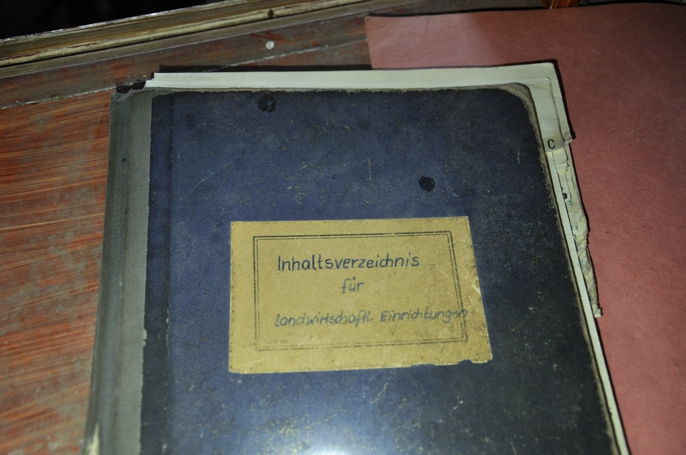 Inhaltsverzeichnis
für
landwirtschaftl. Einrichtungen
C